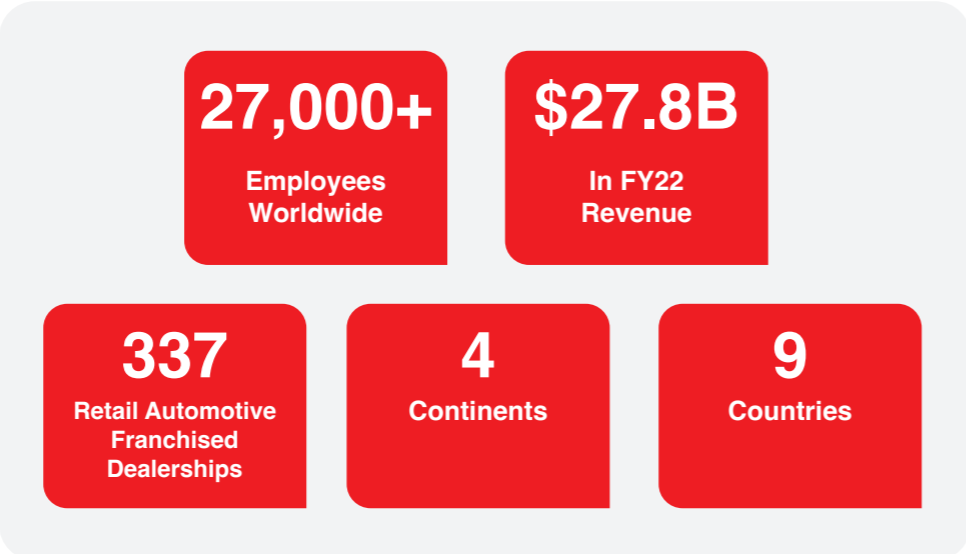 27,000+
Employees
Worldwide
$27.8B
In FY22
Revenue
337
Retail Automotive
Franchised
Dealerships
4
Continents
9
Countries